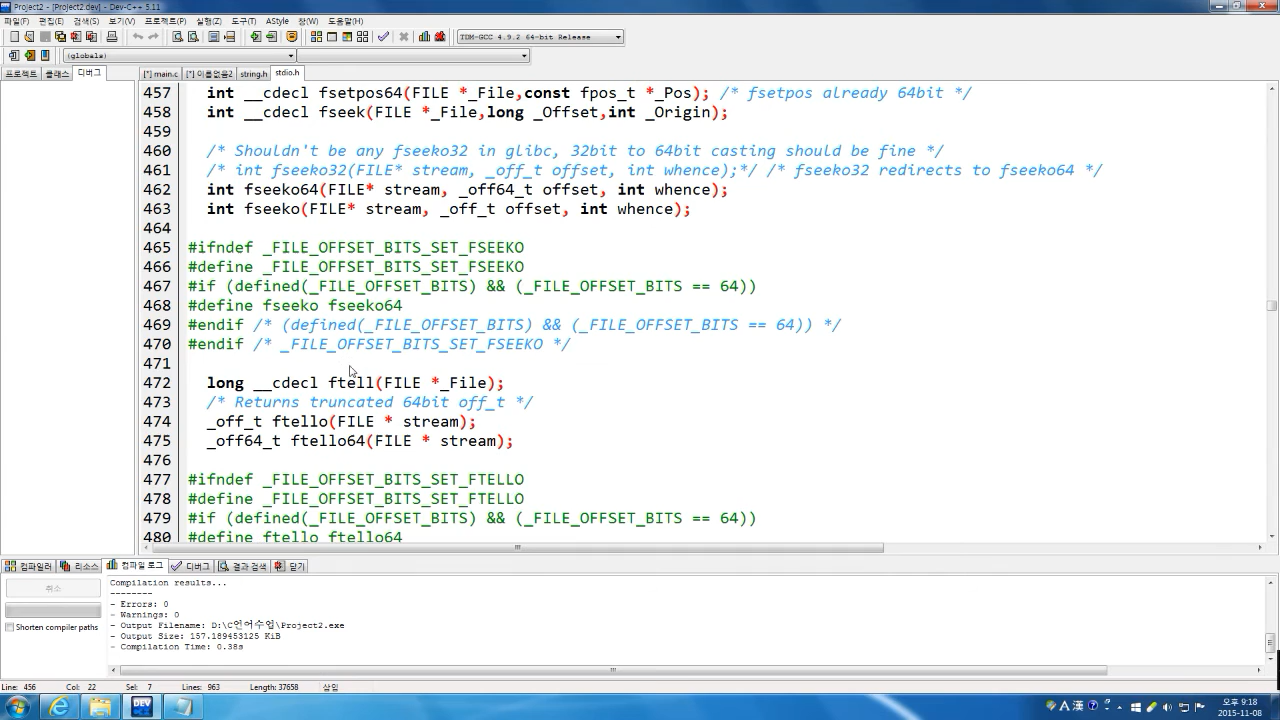 Project2 - [Project2.dev] - Dev-C++ 5.11
파일(F) 편집(E) 검색(S) 보기(V) 프로젝트(P) 실행(Z) 도구(T) AStyle 창(W) 도움말(H)
TDM-GCC 4.9.2 64-bit Release
(globals)
프로젝트 클래스 디버그 [*] main.c [*] 이름없음2 string.h stdio.h
457 int __cdecl fsetpos64(FILE *_File,const fpos_t *_Pos); /* fsetpos already 64bit */
458 int __cdecl fseek(FILE *_File,long _Offset,int _Origin);
459
460 /* Shouldn't be any fseeko32 in glibc, 32bit to 64bit casting should be fine */
461 /* int fseeko32(FILE* stream, _off_t offset, int whence);*/ /* fseeko32 redirects to fseeko64 */
462 int fseeko64(FILE* stream, _off64_t offset, int whence);
463 int fseeko(FILE* stream, _off_t offset, int whence);
464
465 #ifndef _FILE_OFFSET_BITS_SET_FSEEKO
466 #define _FILE_OFFSET_BITS_SET_FSEEKO
467 #if (defined(_FILE_OFFSET_BITS) && (_FILE_OFFSET_BITS == 64))
468 #define fseeko fseeko64
469 #endif /* (defined(_FILE_OFFSET_BITS) && (_FILE_OFFSET_BITS == 64)) */
470 #endif /* _FILE_OFFSET_BITS_SET_FSEEKO */
471
472 long __cdecl ftell(FILE *_File);
473 /* Returns truncated 64bit off_t */
474 _off_t ftello(FILE * stream);
475 _off64_t ftello64(FILE * stream);
476
477 #ifndef _FILE_OFFSET_BITS_SET_FTELLO
478 #define _FILE_OFFSET_BITS_SET_FTELLO
479 #if (defined(_FILE_OFFSET_BITS) && (_FILE_OFFSET_BITS == 64))
480 #define ftello ftello64
컴파일러 리소스 컴파일 로그 디버그 결과 검색 닫기
취소
Shorten compiler paths
Compilation results...
--------
- Errors: 0
- Warnings: 0
- Output Filename: D:\C언어수업\Project2.exe
- Output Size: 157.189453125 KiB
- Compilation Time: 0.38s
Line: 456 Col: 22 Sel: 7 Lines: 963 Length: 37658 삽입
DEV
A 漢
오후 9:18
2015-11-08